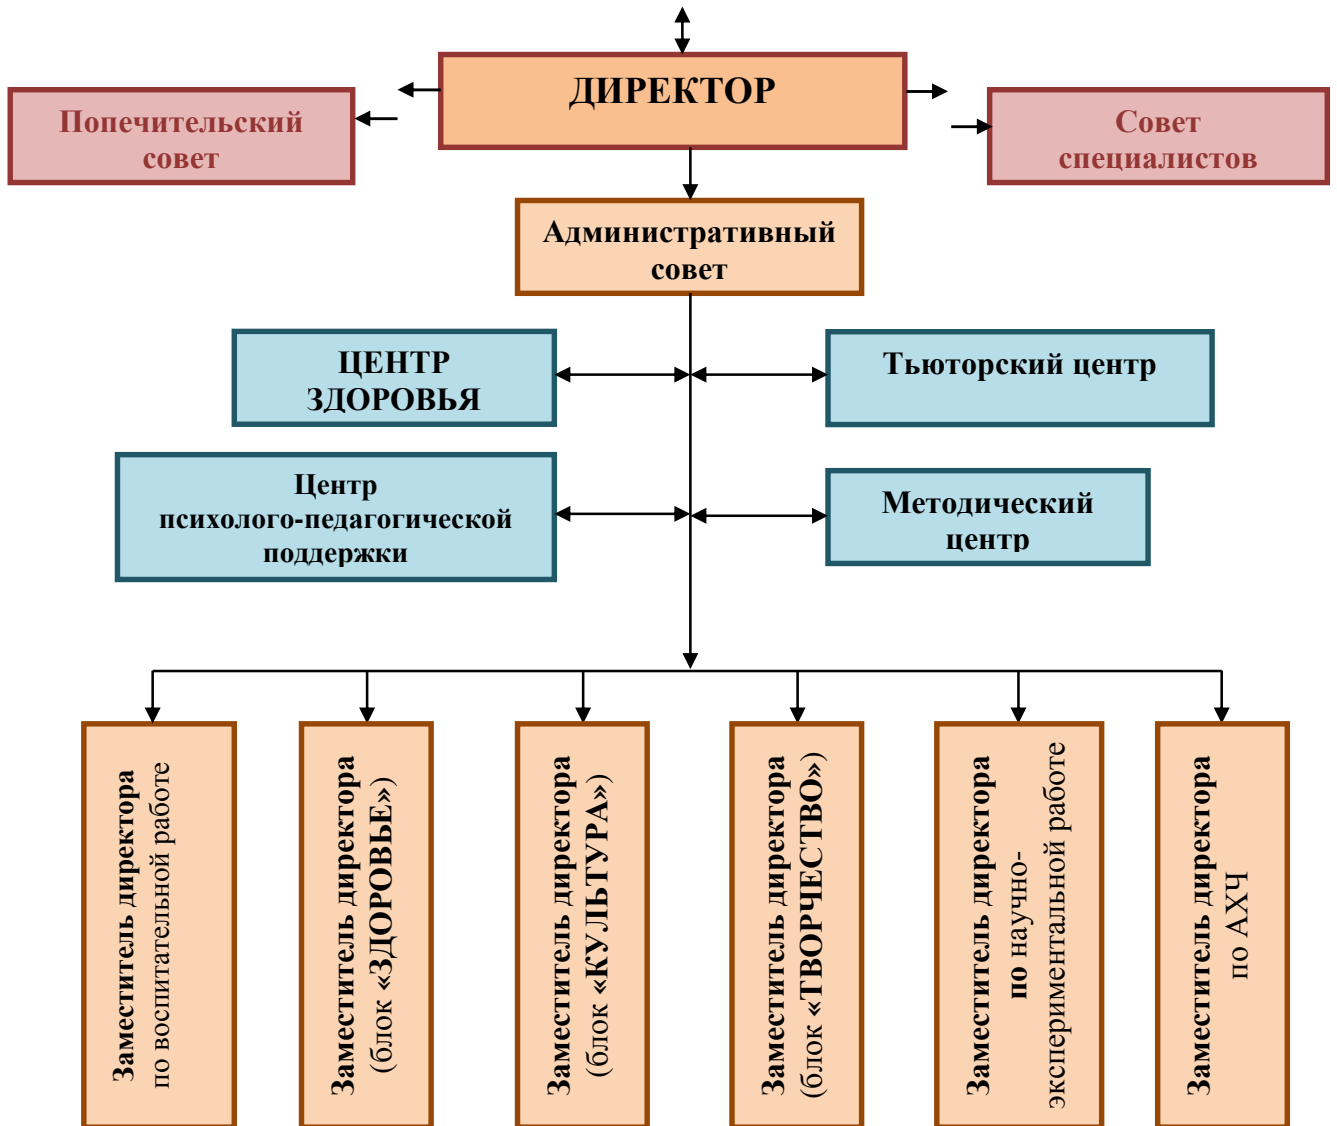 ДИРЕКТОР
Попечительский
совет
Совет
специалистов
Административный
совет
ЦЕНТР
ЗДОРОВЬЯ
Тьюторский центр
Центр
психолого-педагогической
поддержки
Методический
центр
Заместитель директора
по воспитательной работе
Заместитель директора
(блок «ЗДОРОВЬЕ»)
Заместитель директора
(блок «КУЛЬТУРА»)
Заместитель директора
(блок «ТВОРЧЕСТВО»)
Заместитель директора
по научно-
экспериментальной работе
Заместитель директора
по АХЧ